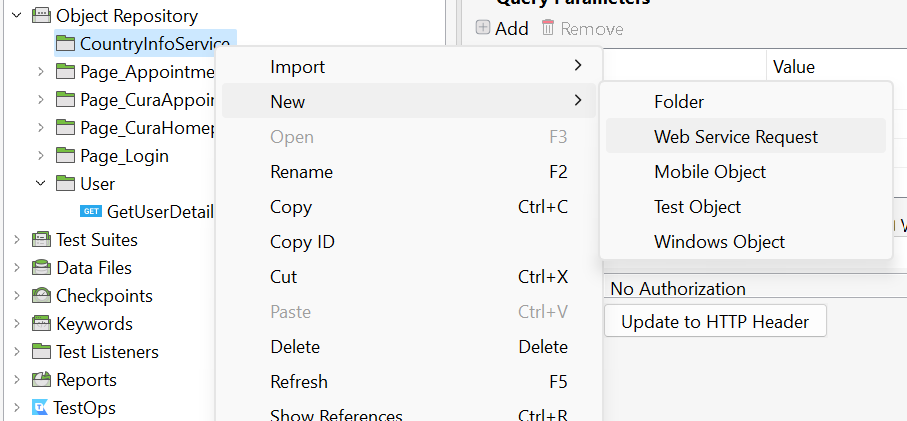 Object Repository
CountryInfoService
Page_Appointme
Page_CuraAppoin
Page_CuraHomep
Page_Login
User
GET GetUserDetail
Test Suites
Data Files
Checkpoints
Keywords
Test Listeners
Reports
TestOps
Import
New
Open F3
Rename F2
Copy Ctrl+C
Copy ID
Cut Ctrl+X
Paste Ctrl+V
Delete Delete
Refresh F5
Show References Ctrl+R
Query Parameters
Add Remove
Value
Folder
Web Service Request
Mobile Object
Test Object
Windows Object
No Authorization
Update to HTTP Header